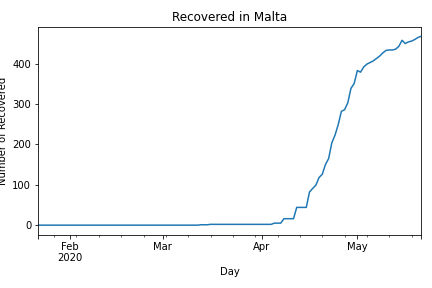 Recovered in Malta
Number of Recovered
400
300
200
100
0
Feb
2020
Mar
Apr
May
Day